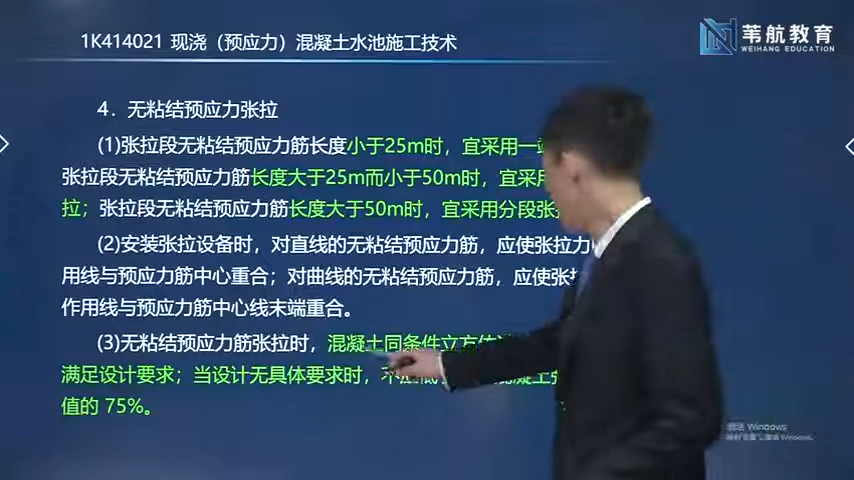 1K414021 现浇（预应力）混凝土水池施工技术
苇航教育
WEIHANG EDUCATION
4．无粘结预应力张拉
(1)张拉段无粘结预应力筋长度小于25m时，宜采用一
张拉段无粘结预应力筋长度大于25m而小于50m时，宜采用
拉；张拉段无粘结预应力筋长度大于50m时，宜采用分段张
(2)安装张拉设备时，对直线的无粘结预应力筋，应使张拉力
用线与预应力筋中心重合；对曲线的无粘结预应力筋，应使张
作用线与预应力筋中心线末端重合。
(3)无粘结预应力筋张拉时，混凝土同条件立方体
满足设计要求；当设计无具体要求时，不 混凝土
值的 75%。
激活 Windows